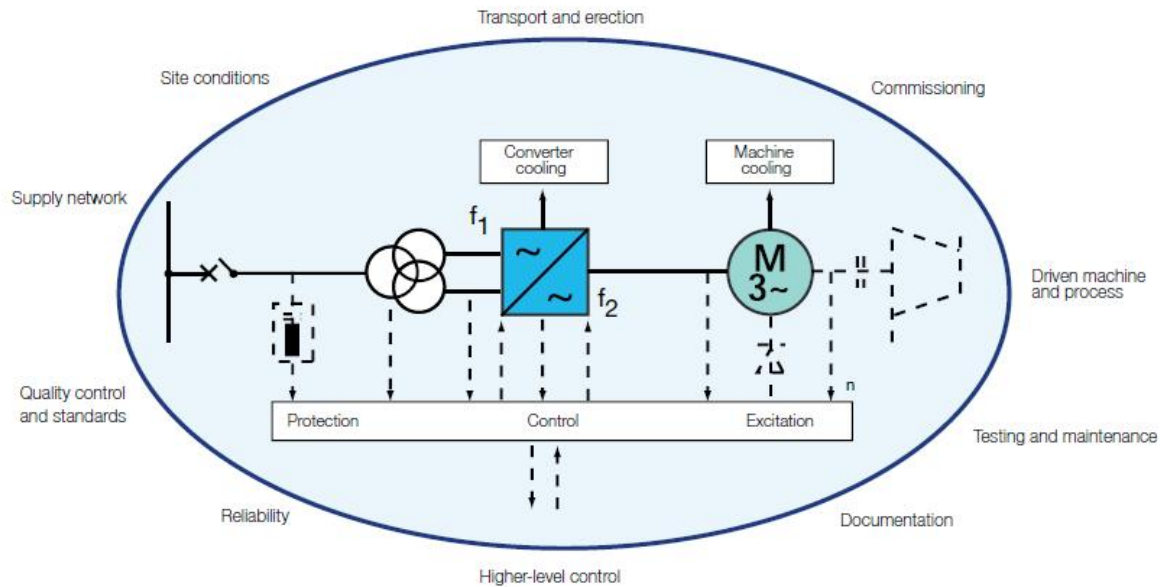 Transport and erection
Site conditions
Commissioning
Converter
cooling
Machine
cooling
Supply network
f1
~
~
f2
M
3~
Driven machine
and process
n
Quality control
and standards
Protection
Control
Excitation
Testing and maintenance
Reliability
Documentation
Higher-level control